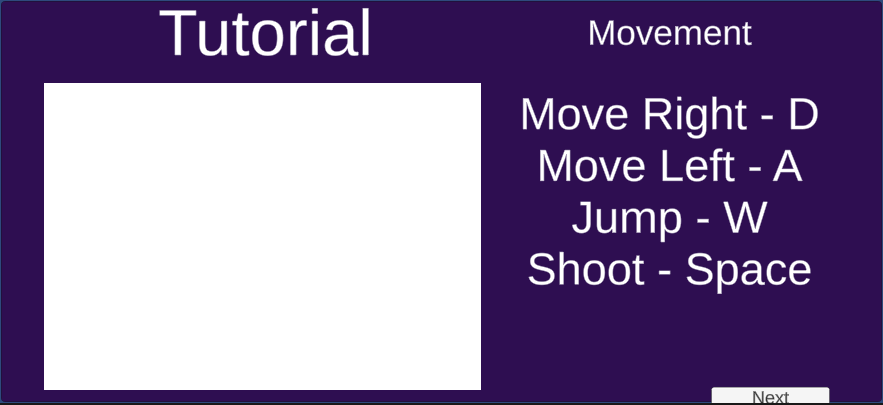 Tutorial
Movement
Move Right - D
Move Left - A
Jump - W
Shoot - Space
Next